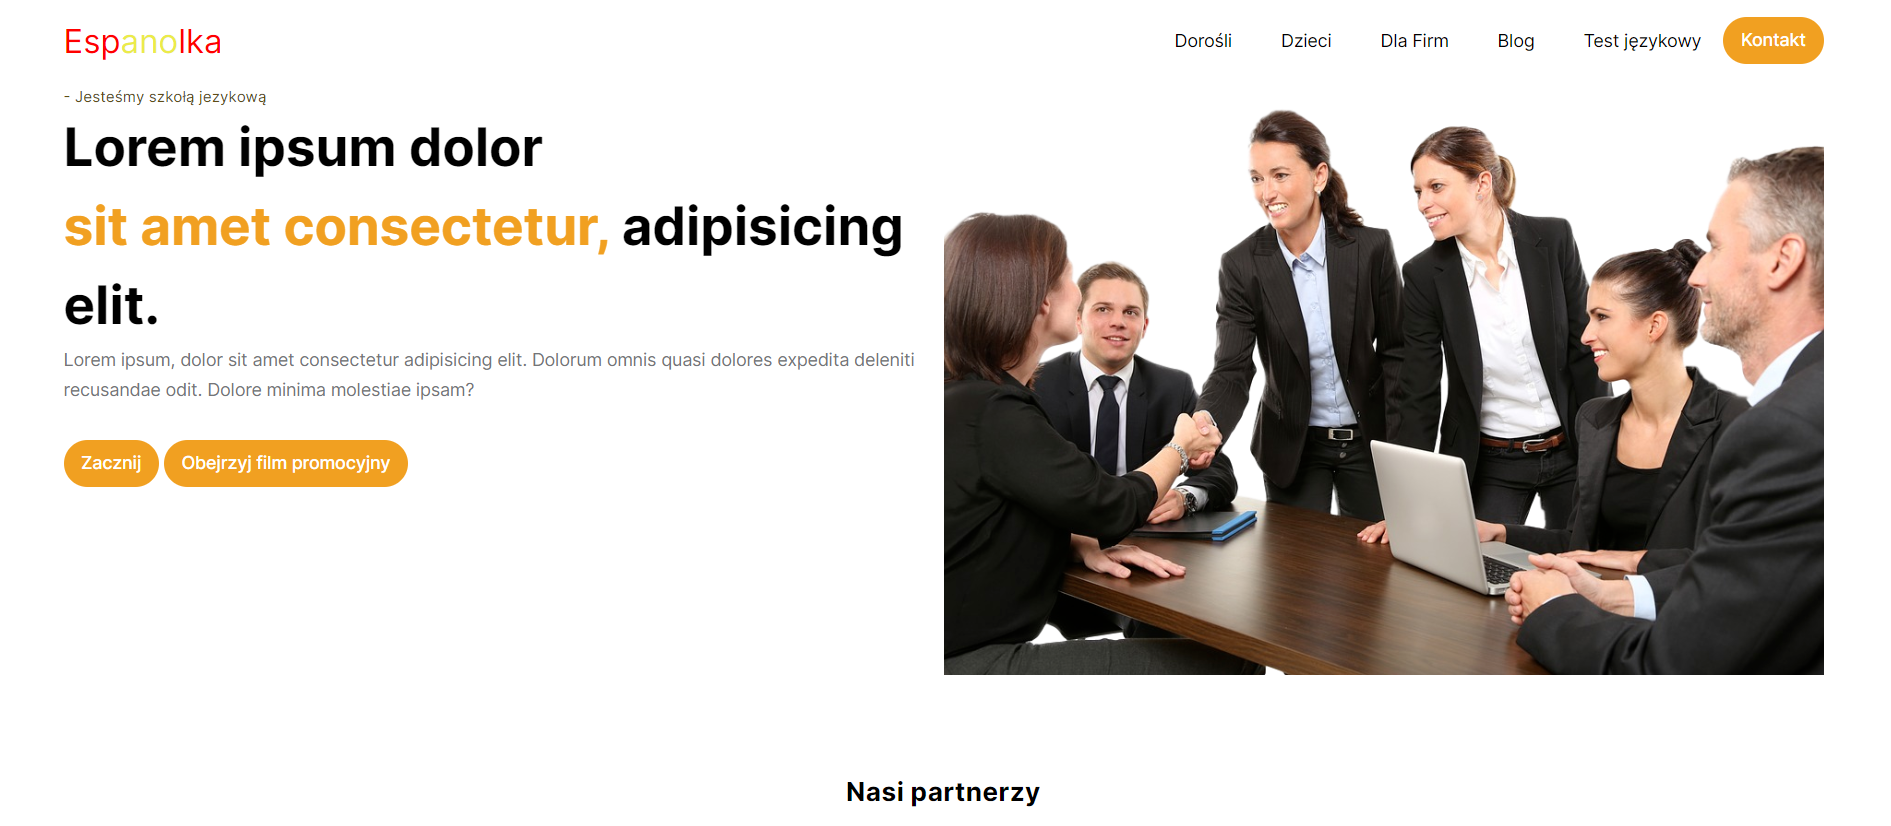 Espanolka
Dorośli Dzieci Dla Firm Blog Test językowy Kontakt
- Jesteśmy szkołą jezykową
Lorem ipsum dolor
sit amet consectetur, adipisicing
elit.
Lorem ipsum, dolor sit amet consectetur adipisicing elit. Dolorum omnis quasi dolores expedita deleniti
recusandae odit. Dolore minima molestiae ipsam?
Zacznij Obejrzyj film promocyjny
Nasi partnerzy